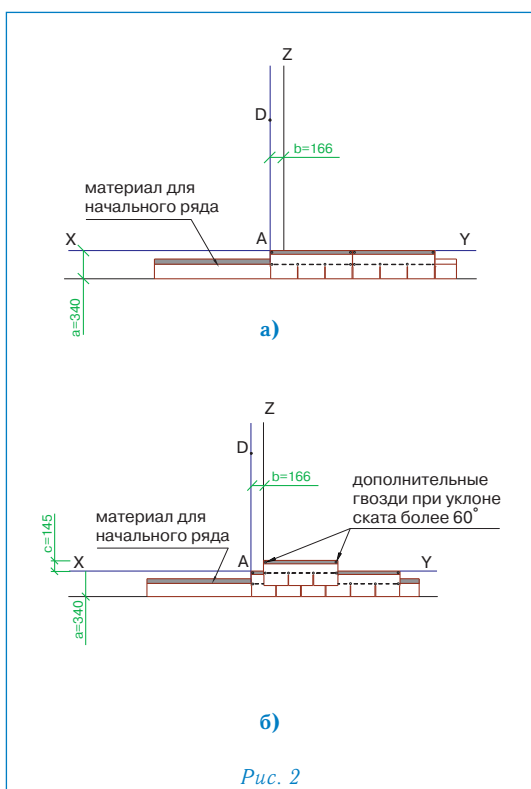 Z
D
b=166
материал для
начального ряда
X
A
Y
a=340
а)
Z
D
b=166
дополнительные
гвозди при уклоне
ската более 60°
материал для
начального ряда
c=145
X
A
Y
a=340
б)
Рис. 2